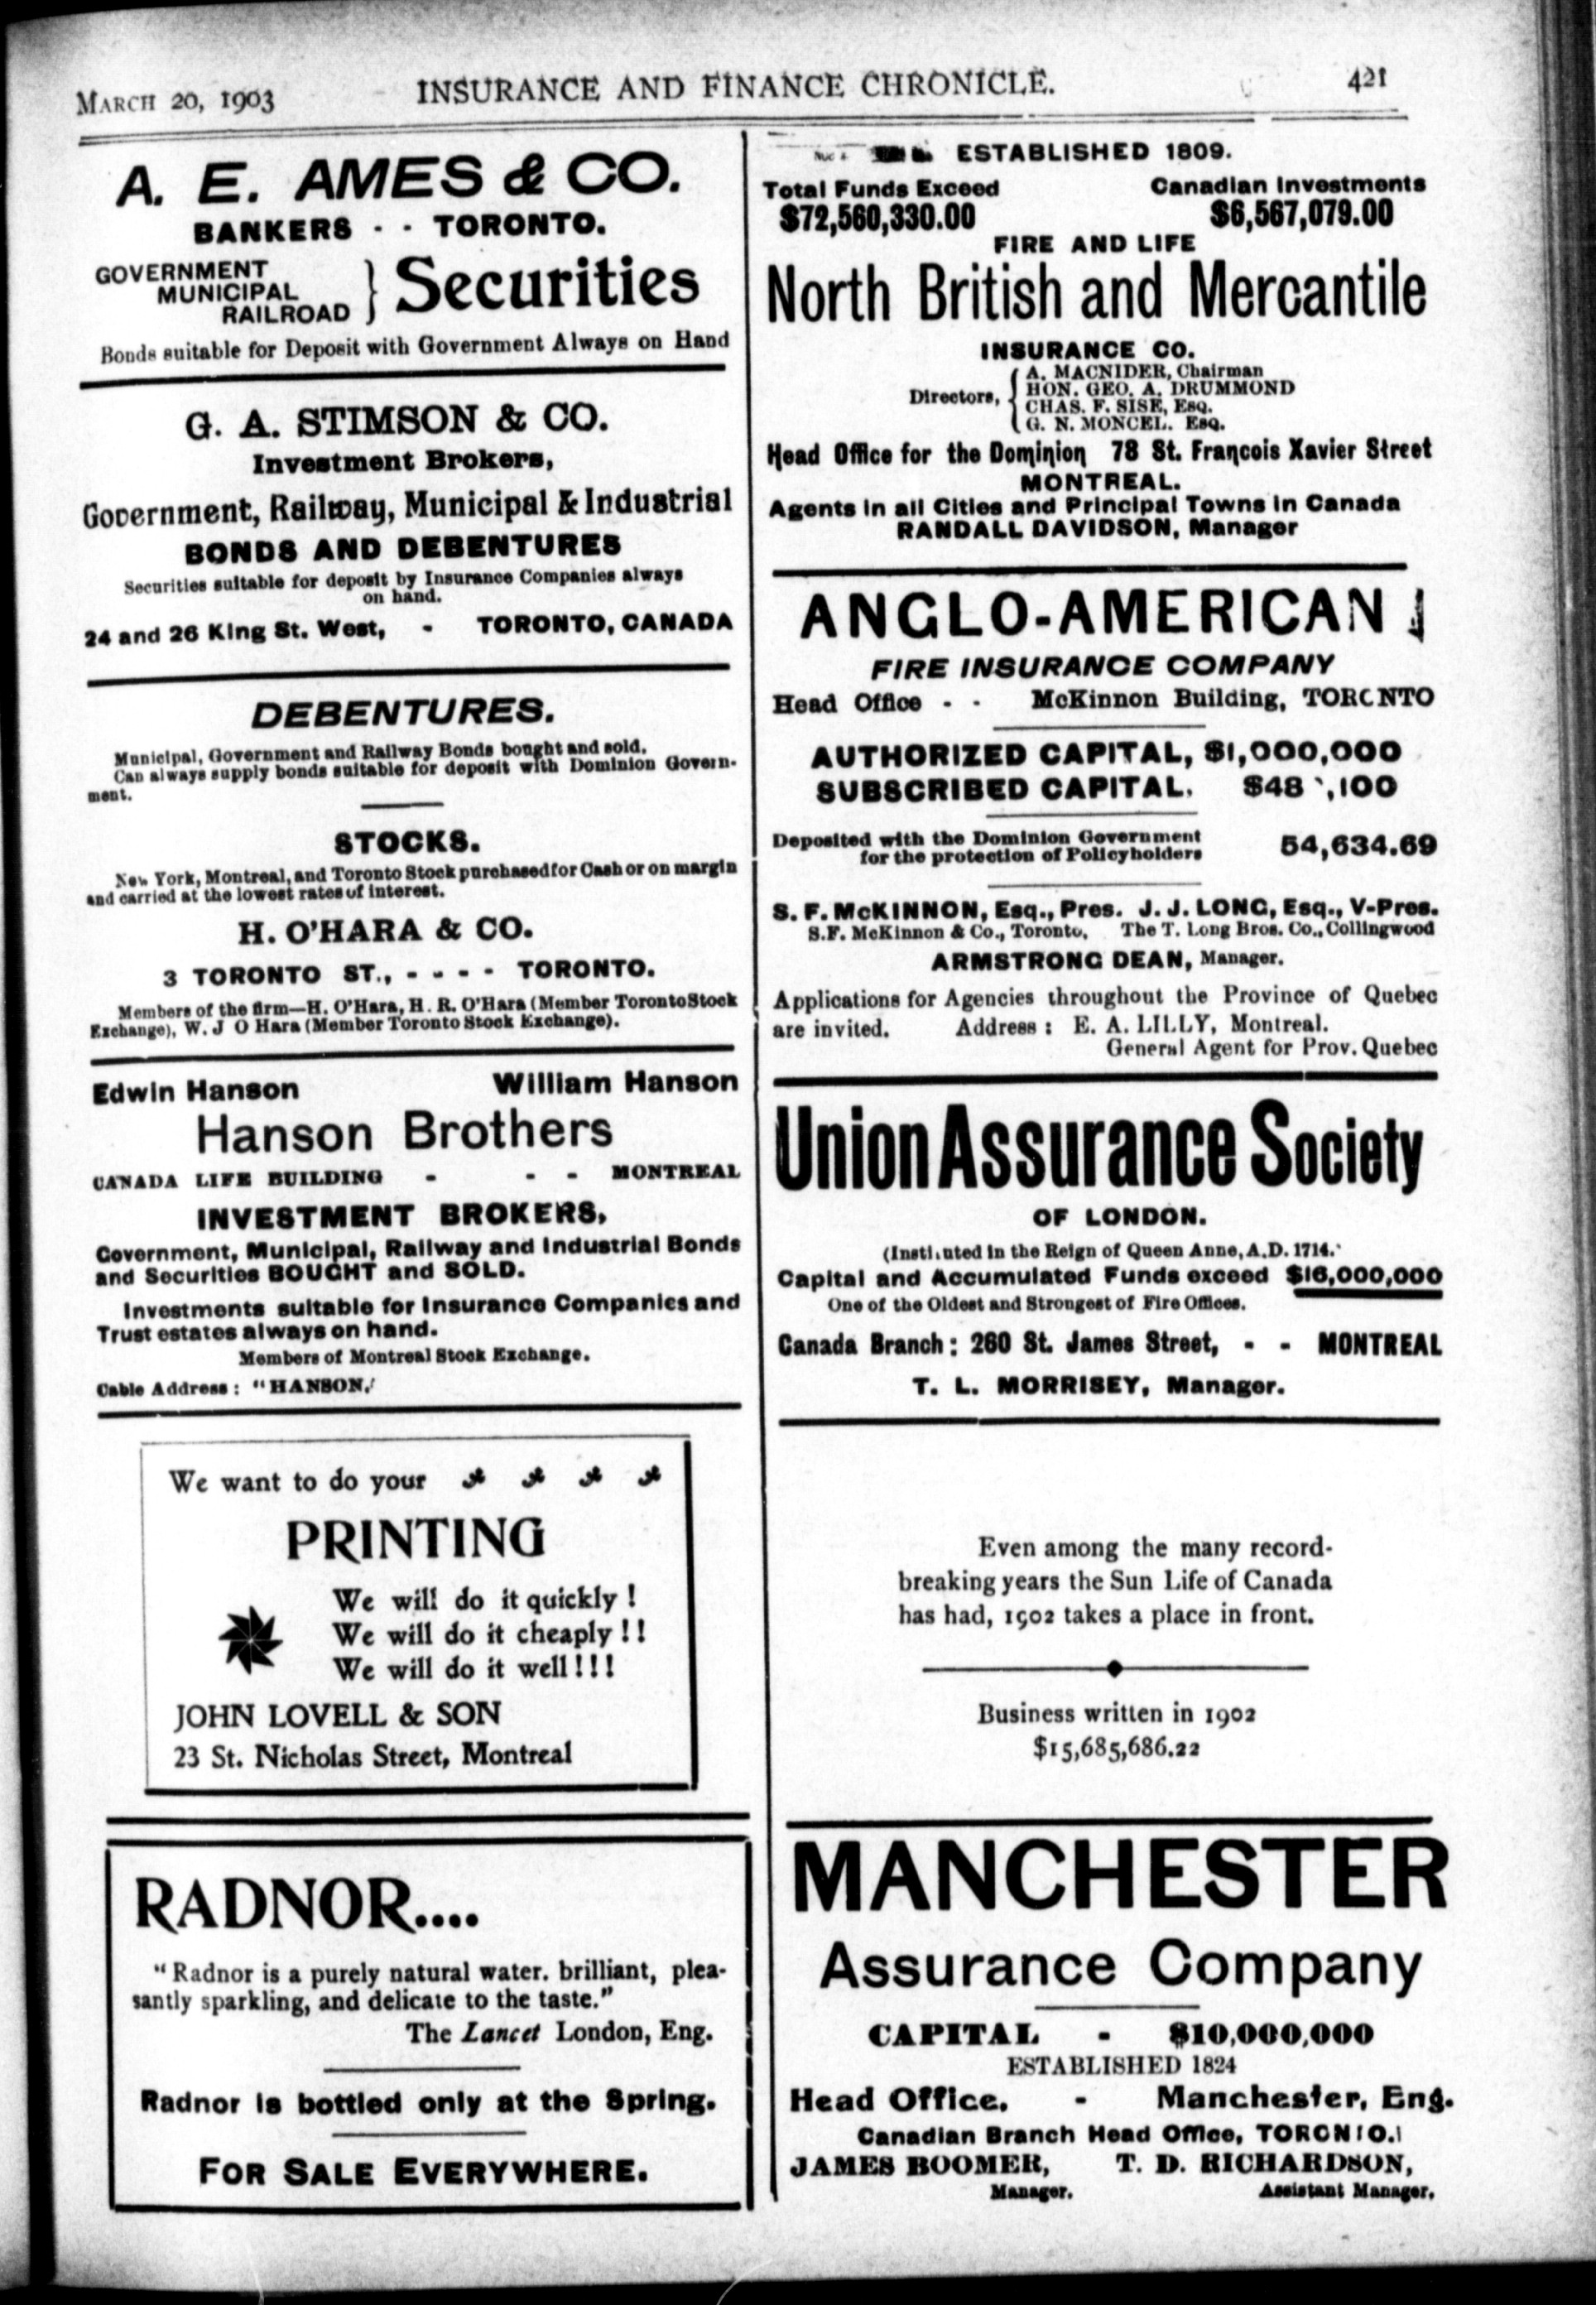 MARCH 20, 1903
INSURANCE AND FINANCE CHRONICLE.
421
A. E. AMES & CO.
BANKERS - - TORONTO.
GOVERNMENT
MUNICIPAL
RAILROAD
} Securities
Bonds suitable for Deposit with Government Always on Hand
G. A. STIMSON & CO.
Investment Brokers,
Government, Railway, Municipal & Industrial
BONDS AND DEBENTURES
Securities suitable for deposit by Insurance Companies always
on hand.
24 and 26 King St. West, - TORONTO, CANADA
DEBENTURES.
Municipal, Government and Railway Bonds bought and sold.
Can always supply bonds suitable for deposit with Dominion Govern-
ment.
STOCKS.
New York, Montreal, and Toronto Stock purchased for Cash or on margin
and carried at the lowest rates of interest.
H. O'HARA & CO.
3 TORONTO ST., - - - - TORONTO.
Members of the firm—H. O'Hara, H. R. O'Hara (Member Toronto Stock
Exchange), W. J O Hara (Member Toronto Stock Exchange).
Edwin Hanson William Hanson
Hanson Brothers
CANADA LIFE BUILDING - - - MONTREAL
INVESTMENT BROKERS,
Government, Municipal, Railway and Industrial Bonds
and Securities BOUGHT and SOLD.
Investments suitable for Insurance Companies and
Trust estates always on hand.
Members of Montreal Stock Exchange.
Cable Address : "HANSON,'
We want to do your
PRINTING
We will do it quickly !
We will do it cheaply !!
We will do it well!!!
JOHN LOVELL & SON
23 St. Nicholas Street, Montreal
RADNOR....
"Radnor is a purely natural water. brilliant, plea-
santly sparkling, and delicate to the taste."
The Lancet London, Eng.
Radnor is bottled only at the Spring.
FOR SALE EVERYWHERE.
ESTABLISHED 1809.
Total Funds Exceed Canadian Investments
$72,560,330.00 $6,567,079.00
FIRE AND LIFE
North British and Mercantile
INSURANCE CO.
Directors, { A. MACNIDER, Chairman
HON. GEO. A. DRUMMOND
CHAS. F. SISE, ESQ.
G. N. MONCEL. ESQ.
Head Office for the Dominion 78 St. Francois Xavier Street
MONTREAL.
Agents in all Cities and Principal Towns in Canada
RANDALL DAVIDSON, Manager
ANGLO-AMERICAN
FIRE INSURANCE COMPANY
Head Office - - McKinnon Building, TORONTO
AUTHORIZED CAPITAL, $1,000,000
SUBSCRIBED CAPITAL.
Deposited with the Dominion Government
for the protection of Policyholders 54,634.69
S. F. McKINNON, Esq., Pres. J. J. LONG, Esq., V-Pres.
S.F. McKinnon & Co., Toronto, The T. Long Bros. Co., Collingwood
ARMSTRONG DEAN, Manager.
Applications for Agencies throughout the Province of Quebec
are invited. Address : E. A. LILLY, Montreal.
General Agent for Prov. Quebec
Union Assurance Society
OF LONDON.
(Instituted in the Reign of Queen Anne, A.D. 1714.
Capital and Accumulated Funds exceed $16,000,000
One of the Oldest and Strongest of Fire Offices.
Canada Branch: 260 St. James Street, - - MONTREAL
T. L. MORRISEY, Manager.
Even among the many record-
breaking years the Sun Life of Canada
has had, 1902 takes a place in front.
Business written in 1902
$15,685,686.22
MANCHESTER
Assurance Company
CAPITAL - $10,000,000
ESTABLISHED 1824
Head Office. - Manchester, Eng.
Canadian Branch Head Office, TORONTO.
JAMES BOOMER, T. D. RICHARDSON,
Manager. Assistant Manager,